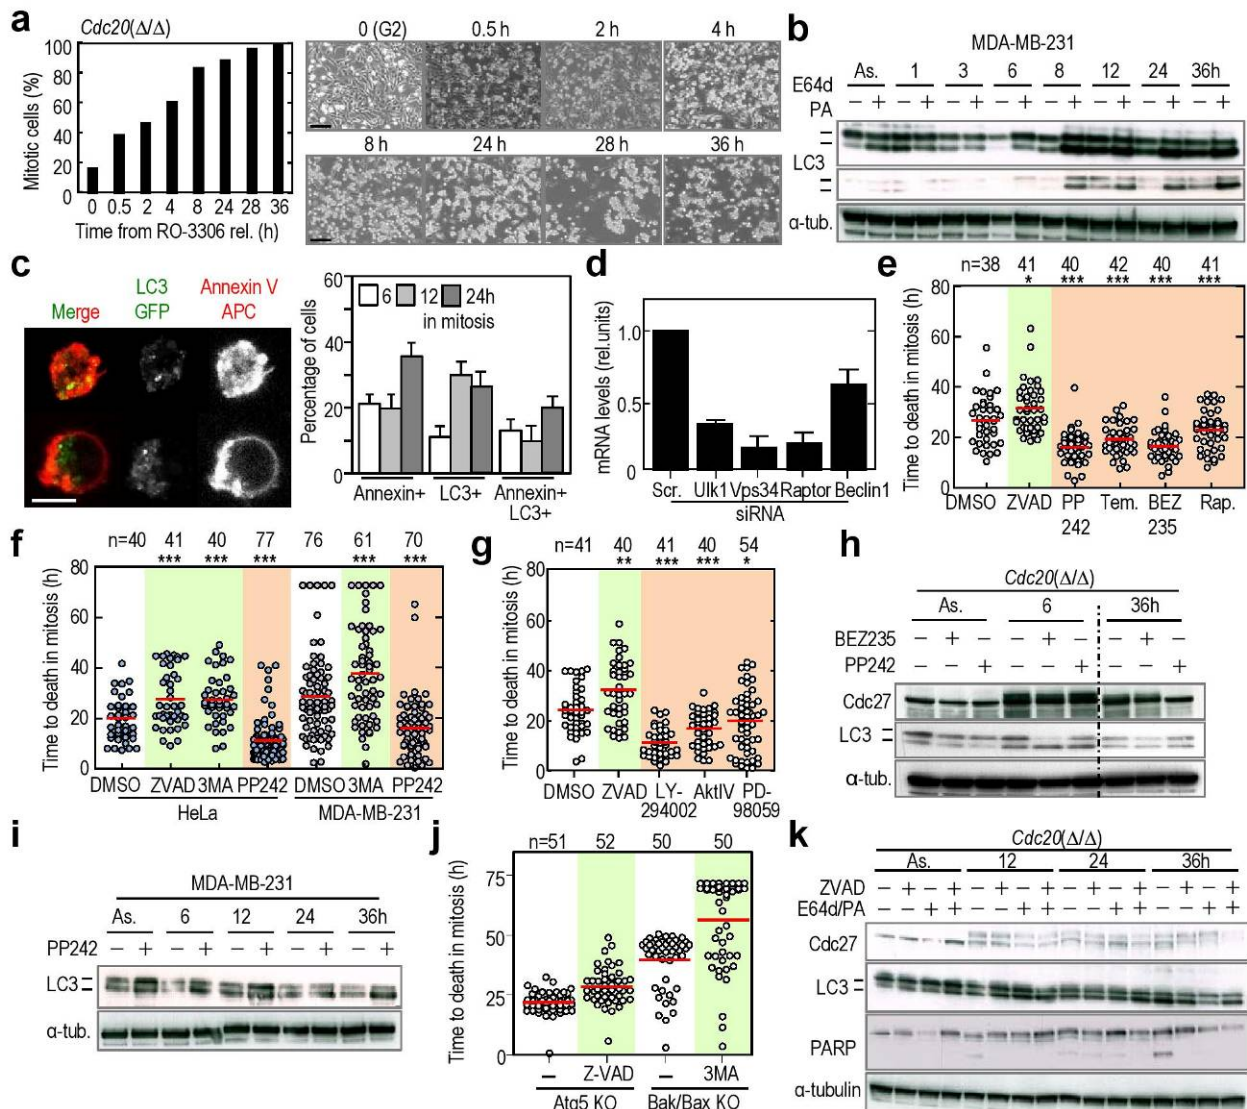 a
Cdc20(Δ/Δ)
Mitotic cells (%)
100
80
60
40
20
0
0 0.5 2 4 8 24 28 36
Time from RO-3306 rel. (h)
0 (G2) 0.5 h 2 h 4 h
8 h 24 h 28 h 36 h
b
MDA-MB-231
As. 1 3 6 8 12 24 36h
E64d
PA
− + − + − + − + − + − + − + − +
LC3
α-tub.
c
Merge
LC3
GFP
Annexin V
APC
Percentage of cells
60
40
20
0
6 12 24h
in mitosis
Annexin+ LC3+ Annexin+
LC3+
d
mRNA levels (rel.units)
1.0
0.5
0
Scr. Ulk1 Vps34 Raptor Beclin1
siRNA
e
n=38 41 40 42 40 41
* *** *** *** ***
Time to death in mitosis (h)
80
60
40
20
0
DMSO ZVAD PP
242 Tem. BEZ
235 Rap.
f
n=40 41 40 77 76 61 70
*** *** *** *** ***
Time to death in mitosis (h)
80
60
40
20
0
DMSO ZVAD 3MA PP242 DMSO 3MA PP242
HeLa MDA-MB-231
g
n=41 40 41 40 54
** *** *** *
Time to death in mitosis (h)
80
60
40
20
0
DMSO ZVAD LY-
294002 AktIV PD-
98059
h
Cdc20(Δ/Δ)
As. 6 36h
BEZ235 − + − − + − − + −
PP242 − − + − − + − − +
Cdc27
LC3
α-tub.
i
MDA-MB-231
As. 6 12 24 36h
PP242 − + − + − + − + − +
LC3
α-tub.
j
n=51 52 50 50
Time to death in mitosis (h)
75
50
25
0
− Z-VAD − 3MA
Atg5 KO Bak/Bax KO
k
Cdc20(Δ/Δ)
As. 12 24 36h
ZVAD − + − + − + − + − + − + − + − +
E64d/PA − − + + − − + + − − + + − − + +
Cdc27
LC3
PARP
α-tubulin